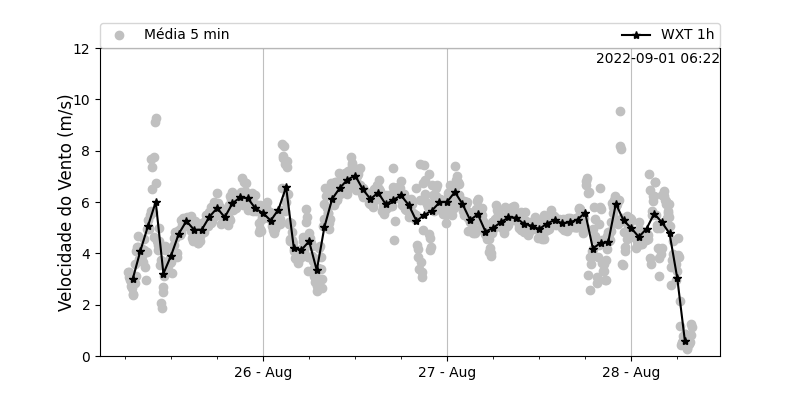 Média 5 min
WXT 1h
2022-09-01 06:22
Velocidade do Vento (m/s)
12
10
8
6
4
2
0
26 - Aug
27 - Aug
28 - Aug